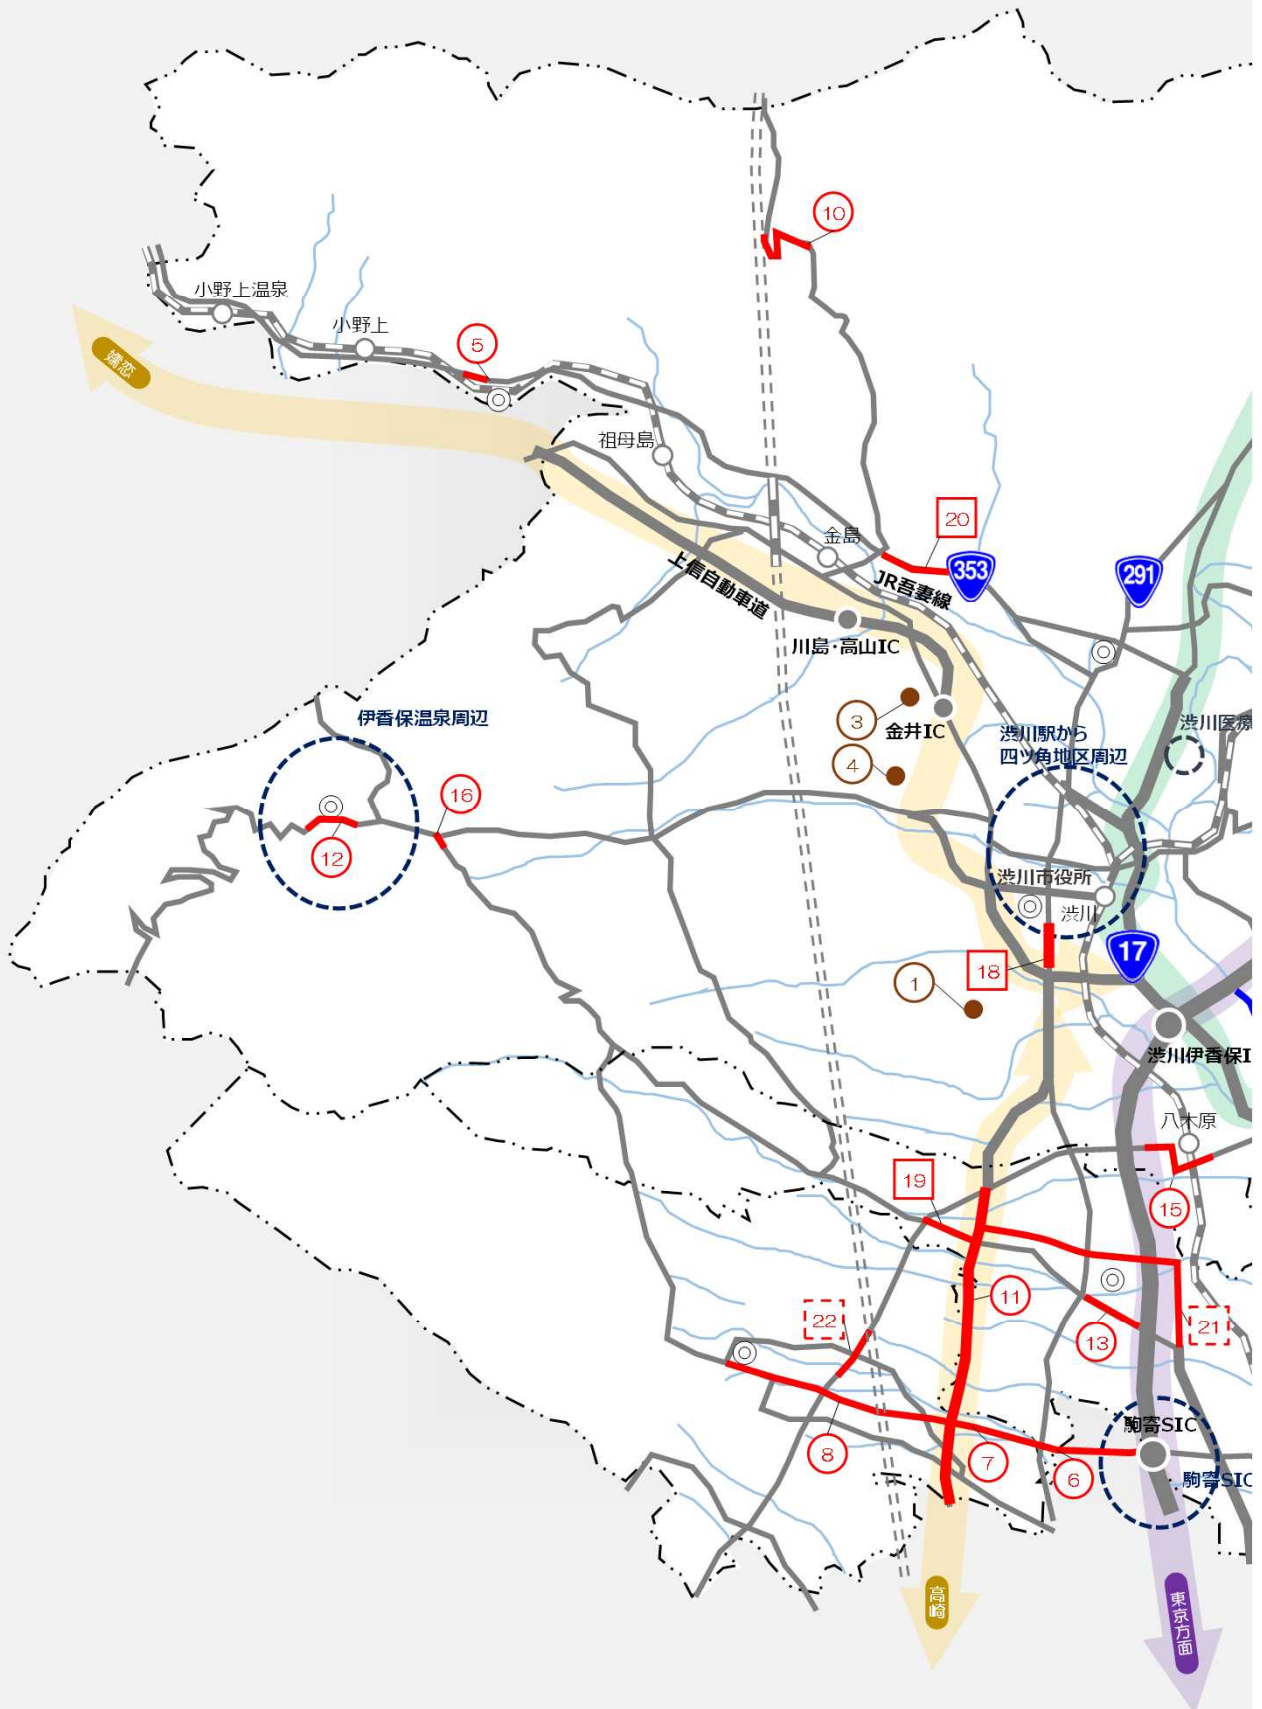 10
小野上温泉
小野上
5
嬬恋
祖母島
20
金島
353
291
JR吾妻線
上信自動車道
川島・高山IC
3
金井IC
伊香保温泉周辺
渋川駅から
四ツ角地区周辺
渋川医療
4
16
12
渋川市役所
渋川
17
18
1
渋川伊香保I
八木原
19
15
11
22
13
21
駒寄SIC
8
7
6
駒寄SIC
高崎
東京方面